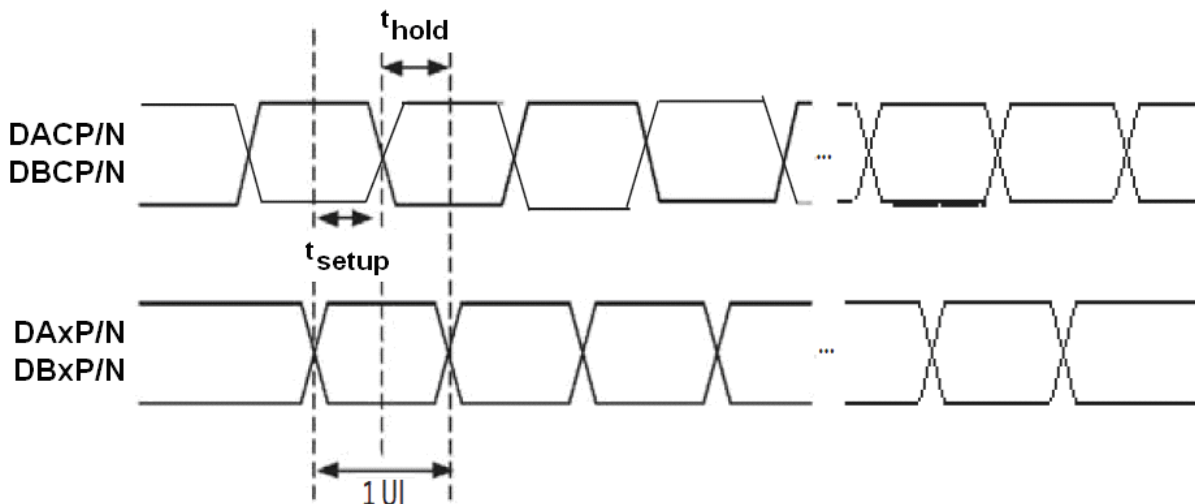 thold
DACP/N
DBCP/N
...
tsetup
DAxP/N
DBxP/N
...
1 UI